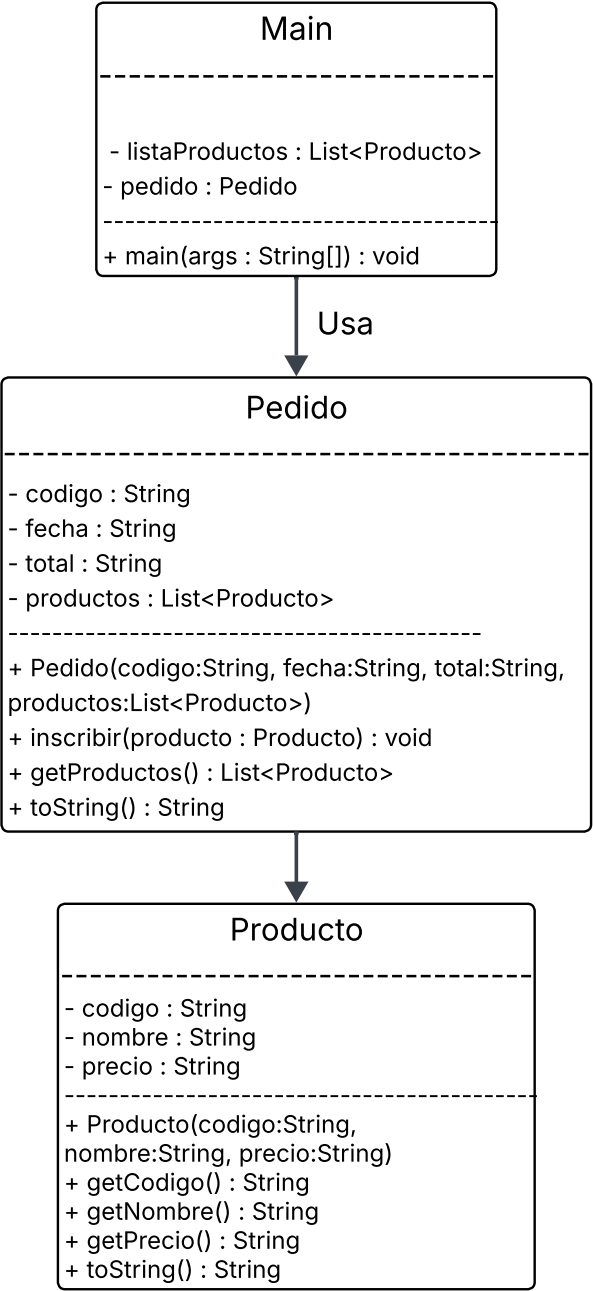 Main
- listaProductos : List<Producto>
- pedido : Pedido
+ main(args : String[]) : void
Usa
Pedido
- codigo : String
- fecha : String
- total : String
- productos : List<Producto>
+ Pedido(codigo:String, fecha:String, total:String,
productos:List<Producto>)
+ inscribir(producto : Producto) : void
+ getProductos() : List<Producto>
+ toString() : String
Producto
- codigo : String
- nombre : String
- precio : String
+ Producto(codigo:String,
nombre:String, precio:String)
+ getCodigo() : String
+ getNombre() : String
+ getPrecio() : String
+ toString() : String